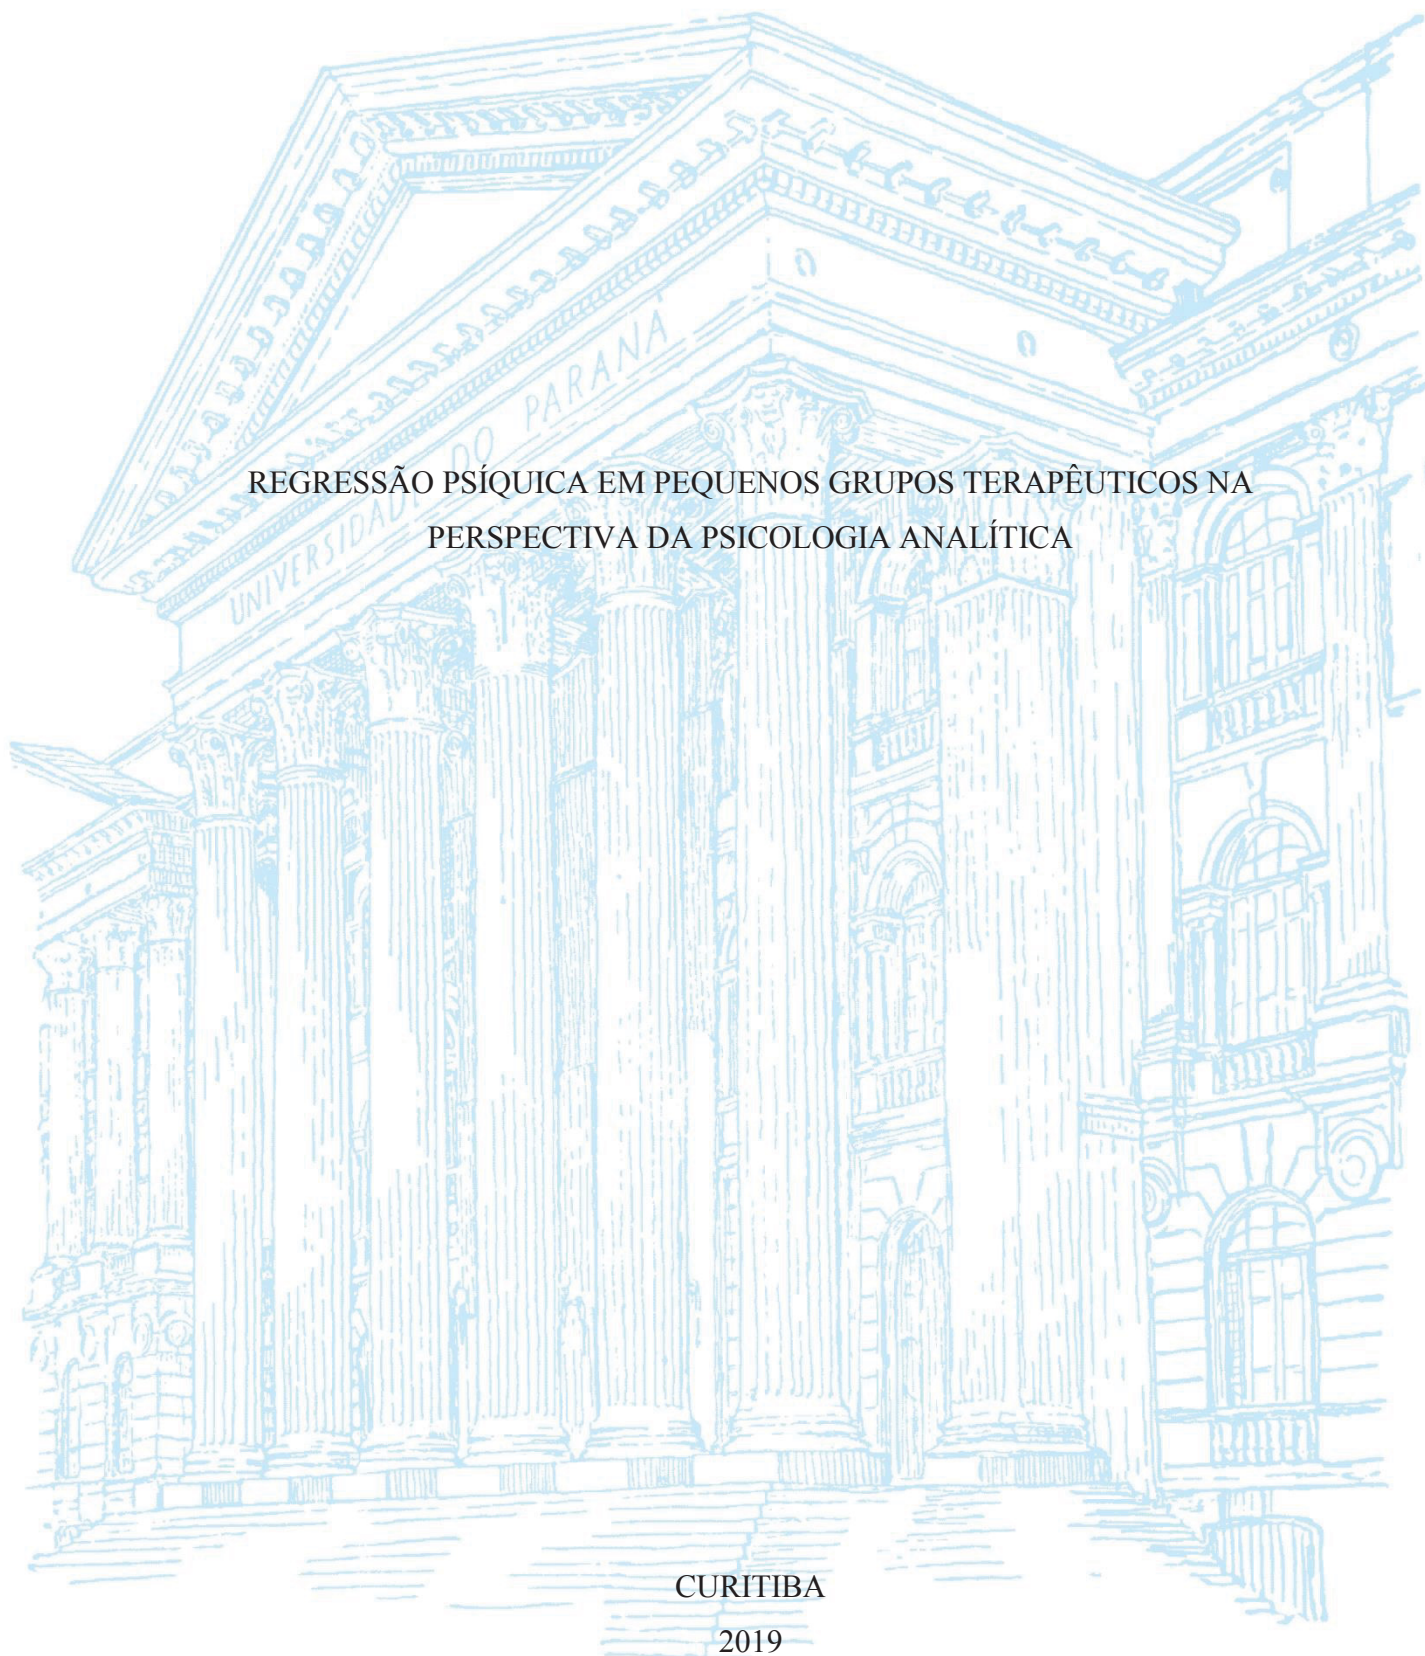 UNIVERSIDADE DO PARANÁ
REGRESSÃO PSÍQUICA EM PEQUENOS GRUPOS TERAPÊUTICOS NA
PERSPECTIVA DA PSICOLOGIA ANALÍTICA
CURITIBA
2019